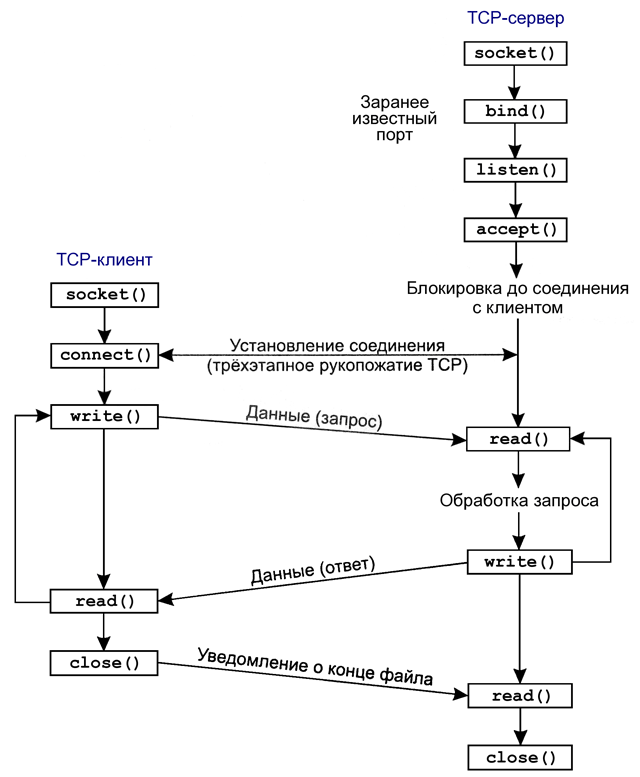 TCP-сервер
socket()
Заранее
известный
порт
bind()
listen()
accept()
Блокировка до соединения
с клиентом
TCP-клиент
socket()
connect()
Установление соединения
(трёхэтапное рукопожатие TCP)
write()
Данные (запрос)
read()
Обработка запроса
write()
Данные (ответ)
read()
close()
Уведомление о конце файла
read()
close()